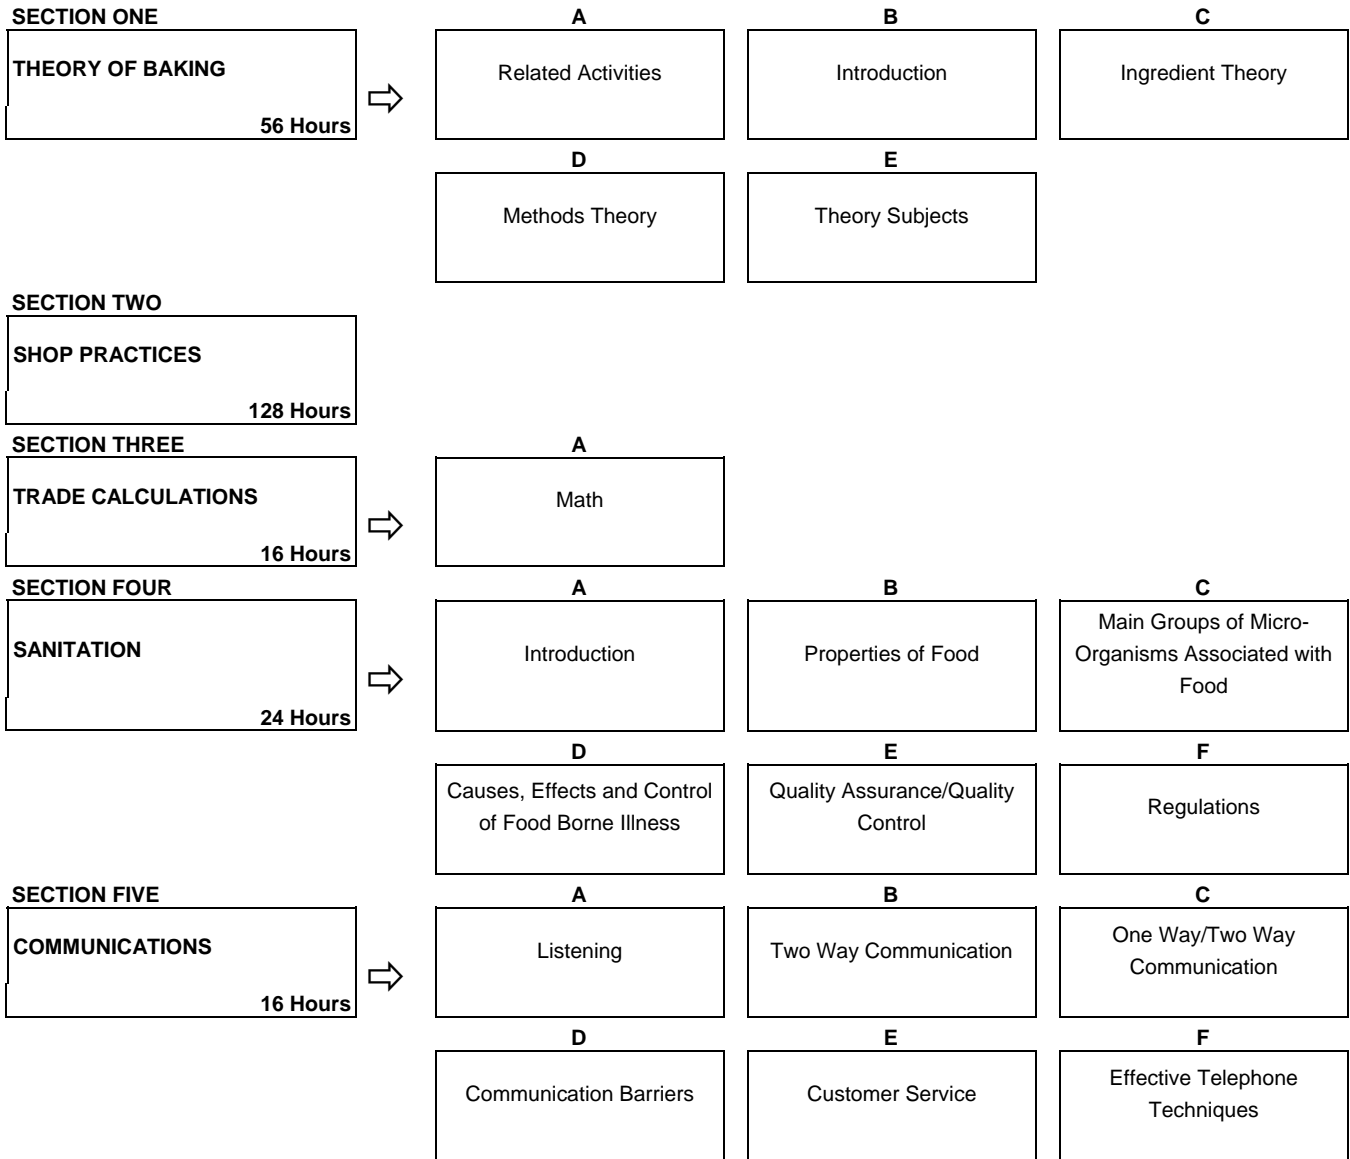 SECTION ONE
A B C
THEORY OF BAKING
Related Activities
Introduction
Ingredient Theory
56 Hours
D E
Methods Theory
Theory Subjects
SECTION TWO
SHOP PRACTICES
128 Hours
SECTION THREE
A
TRADE CALCULATIONS
Math
16 Hours
SECTION FOUR
A B C
SANITATION
Introduction
Properties of Food
Main Groups of Micro-
Organisms Associated with
Food
24 Hours
D E F
Causes, Effects and Control
of Food Borne Illness
Quality Assurance/Quality
Control
Regulations
SECTION FIVE
A B C
COMMUNICATIONS
Listening
Two Way Communication
One Way/Two Way
Communication
16 Hours
D E F
Communication Barriers
Customer Service
Effective Telephone
Techniques